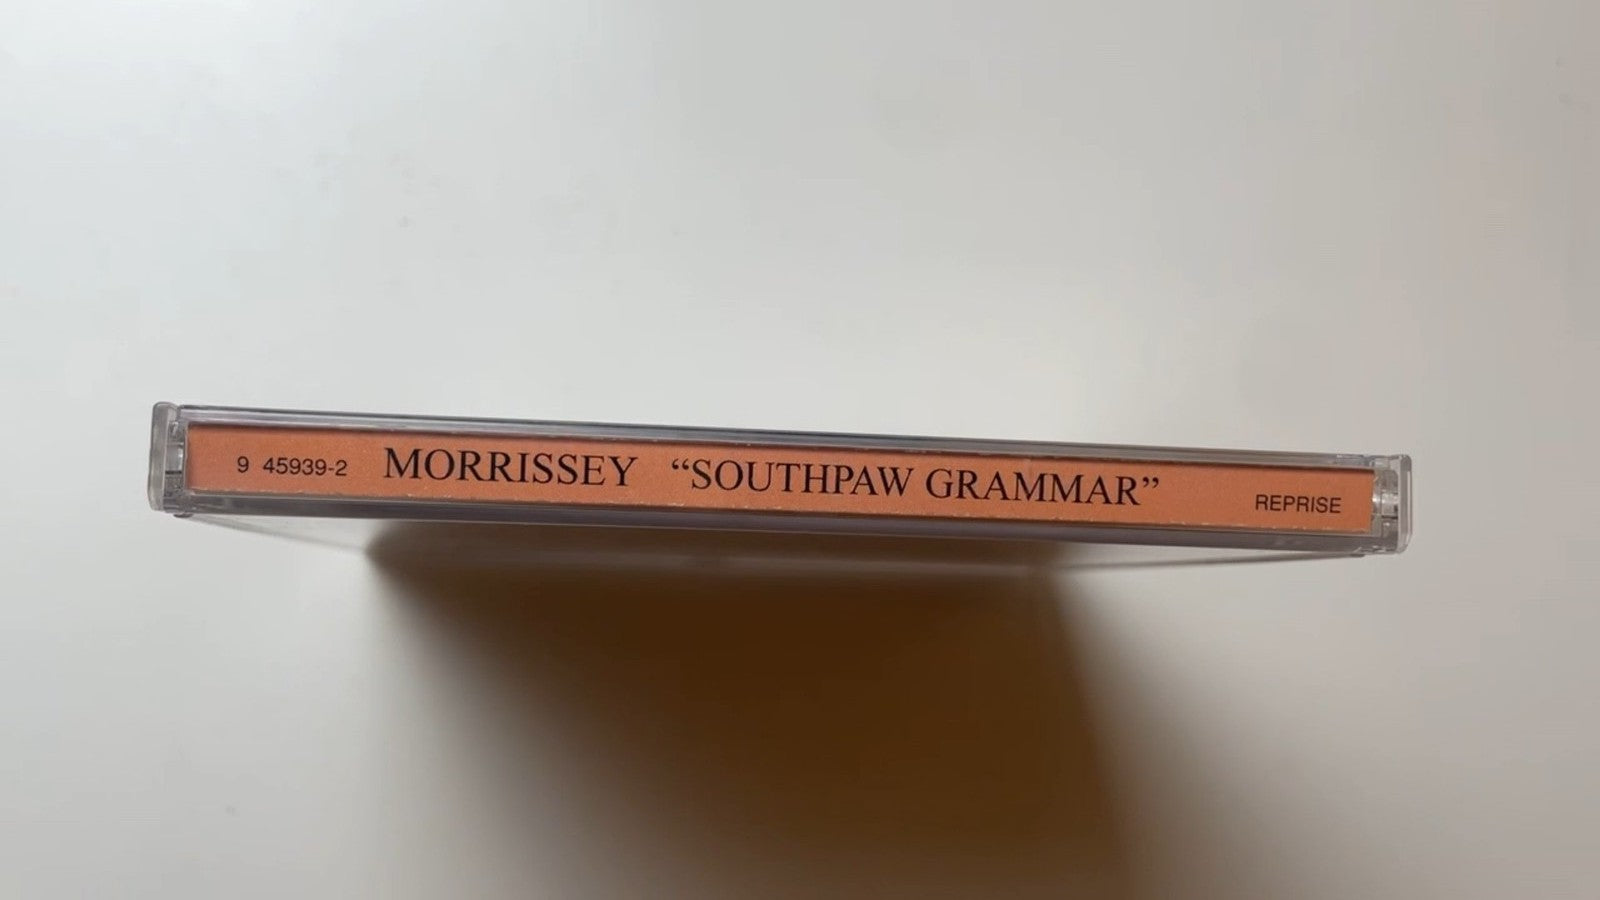 9 45939-2 MORRISSEY “SOUTHPAW GRAMMAR” REPRISE